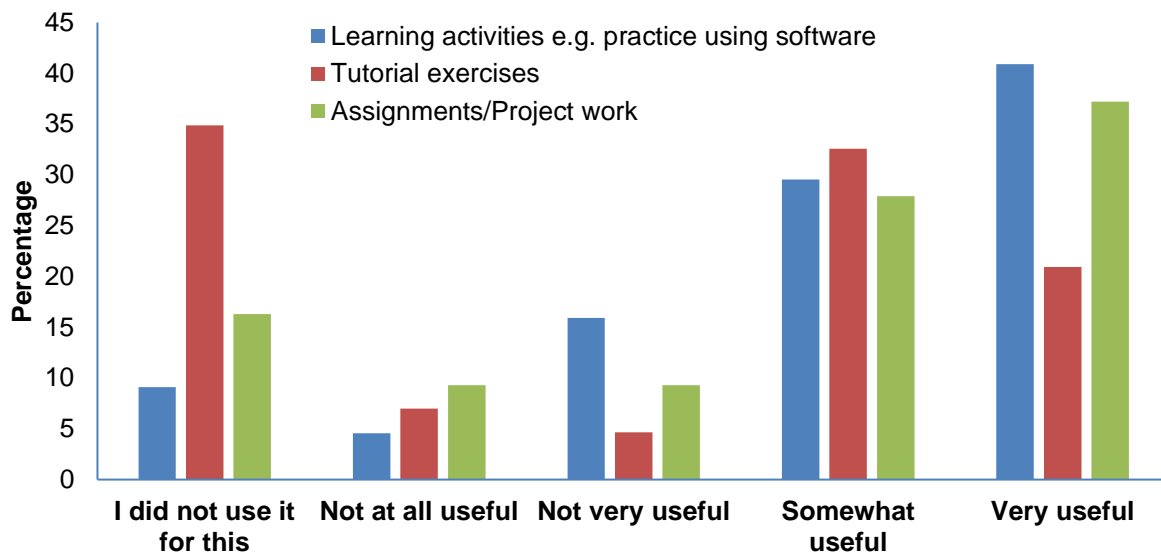 45
40
35
30
25
20
15
10
5
0
Percentage
Learning activities e.g. practice using software
Tutorial exercises
Assignments/Project work
I did not use it
for this
Not at all useful
Not very useful
Somewhat
useful
Very useful